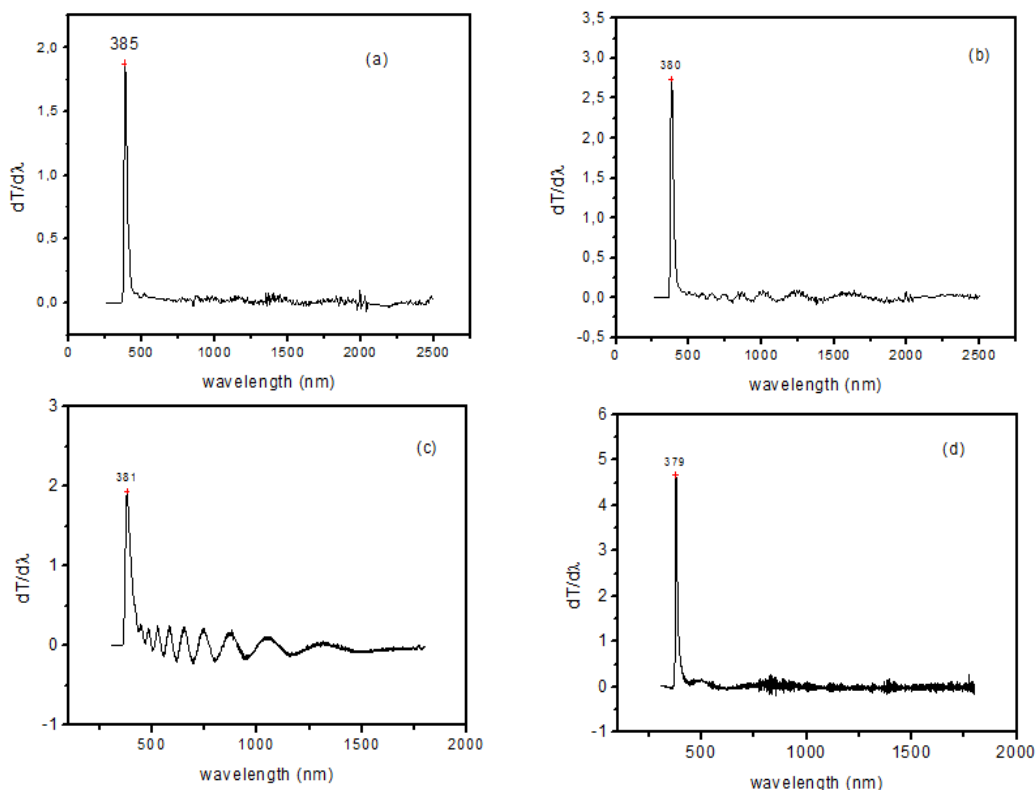 385
(a)
2,0
1,5
1,0
0,5
0,0
dT/dλ
0 500 1000 1500 2000 2500
wavelength (nm)
380
(b)
3,5
3,0
2,5
2,0
1,5
1,0
0,5
0,0
-0,5
dT/dλ
0 500 1000 1500 2000 2500
wavelength (nm)
381
(c)
3
2
1
0
-1
dT/dλ
500 1000 1500 2000
wavelength (nm)
379
(d)
6
5
4
3
2
1
0
-1
dT/dλ
500 1000 1500 2000
wavelength (nm)